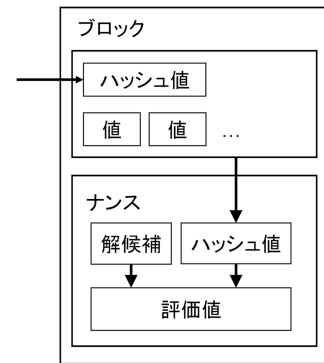 ブロック
ハッシュ値
値 値 …
ナンス
解候補 ハッシュ値
評価値